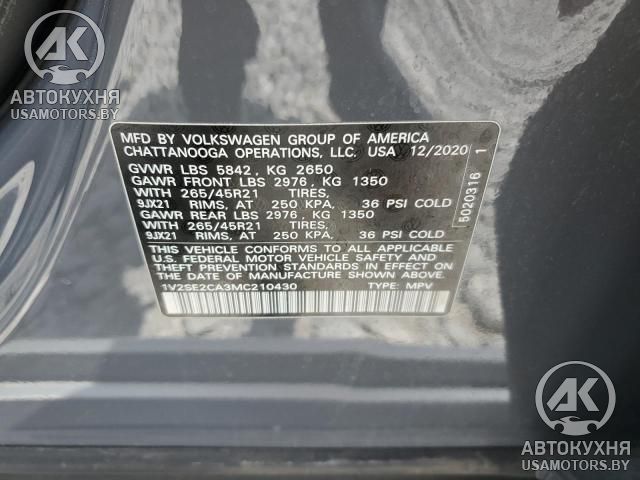 AK
АВТОКУХНЯ
USAMOTORS.BY
MFD BY VOLKSWAGEN GROUP OF AMERICA
CHATTANOOGA OPERATIONS, LLC. USA 12/2020
GVWR LBS 5842, KG 2650
GAWR FRONT LBS 2976, KG 1350
WITH 265/45R21 TIRES,
9JX21 RIMS, AT 250 KPA, 36 PSI COLD
GAWR REAR LBS 2976, KG 1350
WITH 265/45R21 TIRES,
9JX21 RIMS, AT 250 KPA, 36 PSI COLD
THIS VEHICLE CONFORMS TO ALL APPLICABLE
U.S. FEDERAL MOTOR VEHICLE SAFETY AND
THEFT PREVENTION STANDARDS IN EFFECT ON
THE DATE OF MANUFACTURE SHOWN ABOVE
1V2SE2CA3MC210430 TYPE: MPV
5020316 1
AK
АВТОКУХНЯ
USAMOTORS.BY